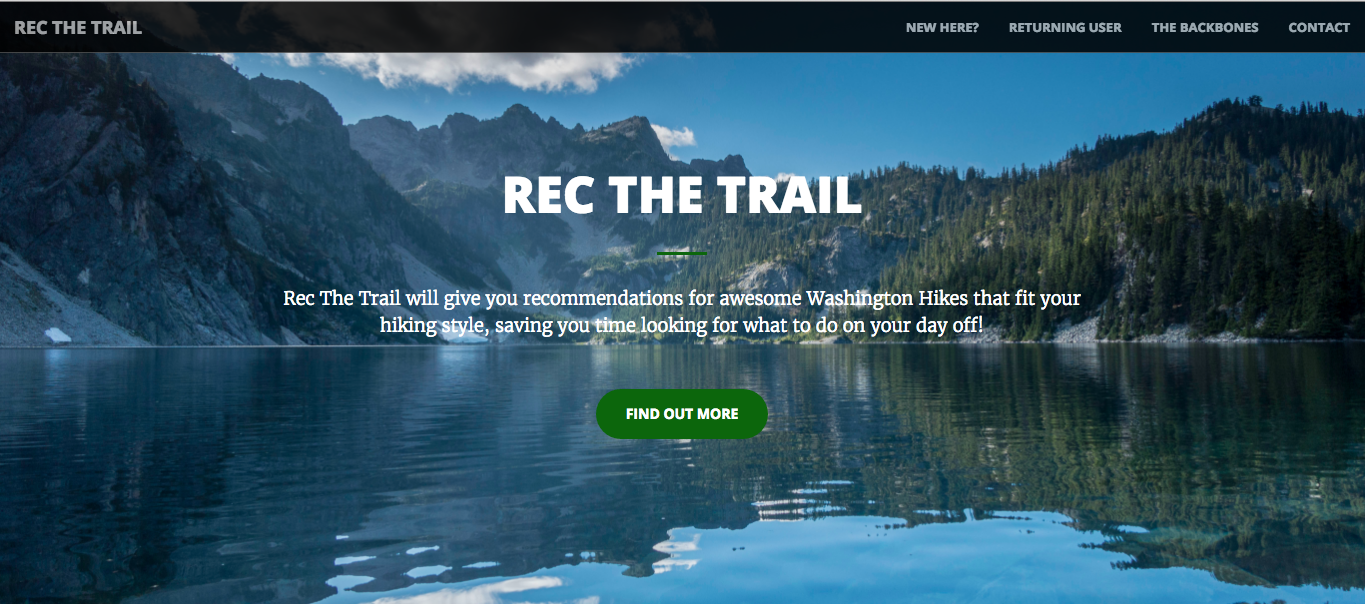 REC THE TRAIL
NEW HERE? RETURNING USER THE BACKBONES CONTACT
REC THE TRAIL
Rec The Trail will give you recommendations for awesome Washington Hikes that fit your
hiking style, saving you time looking for what to do on your day off!
FIND OUT MORE